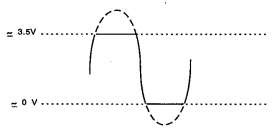 ≃ 3.5V
≃ 0 V